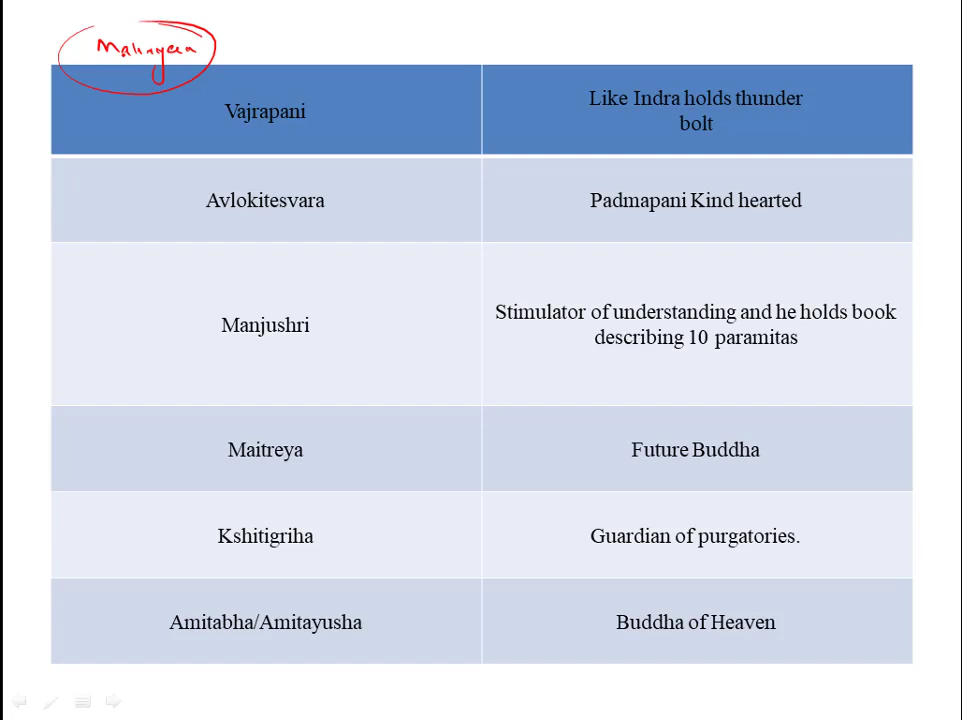 Mahayana
Vajrapani
Like Indra holds thunder
bolt
Avlokitesvara
Padmapani Kind hearted
Manjushri
Stimulator of understanding and he holds book
describing 10 paramitas
Maitreya
Future Buddha
Kshitigriha
Guardian of purgatories.
Amitabha/Amitayusha
Buddha of Heaven